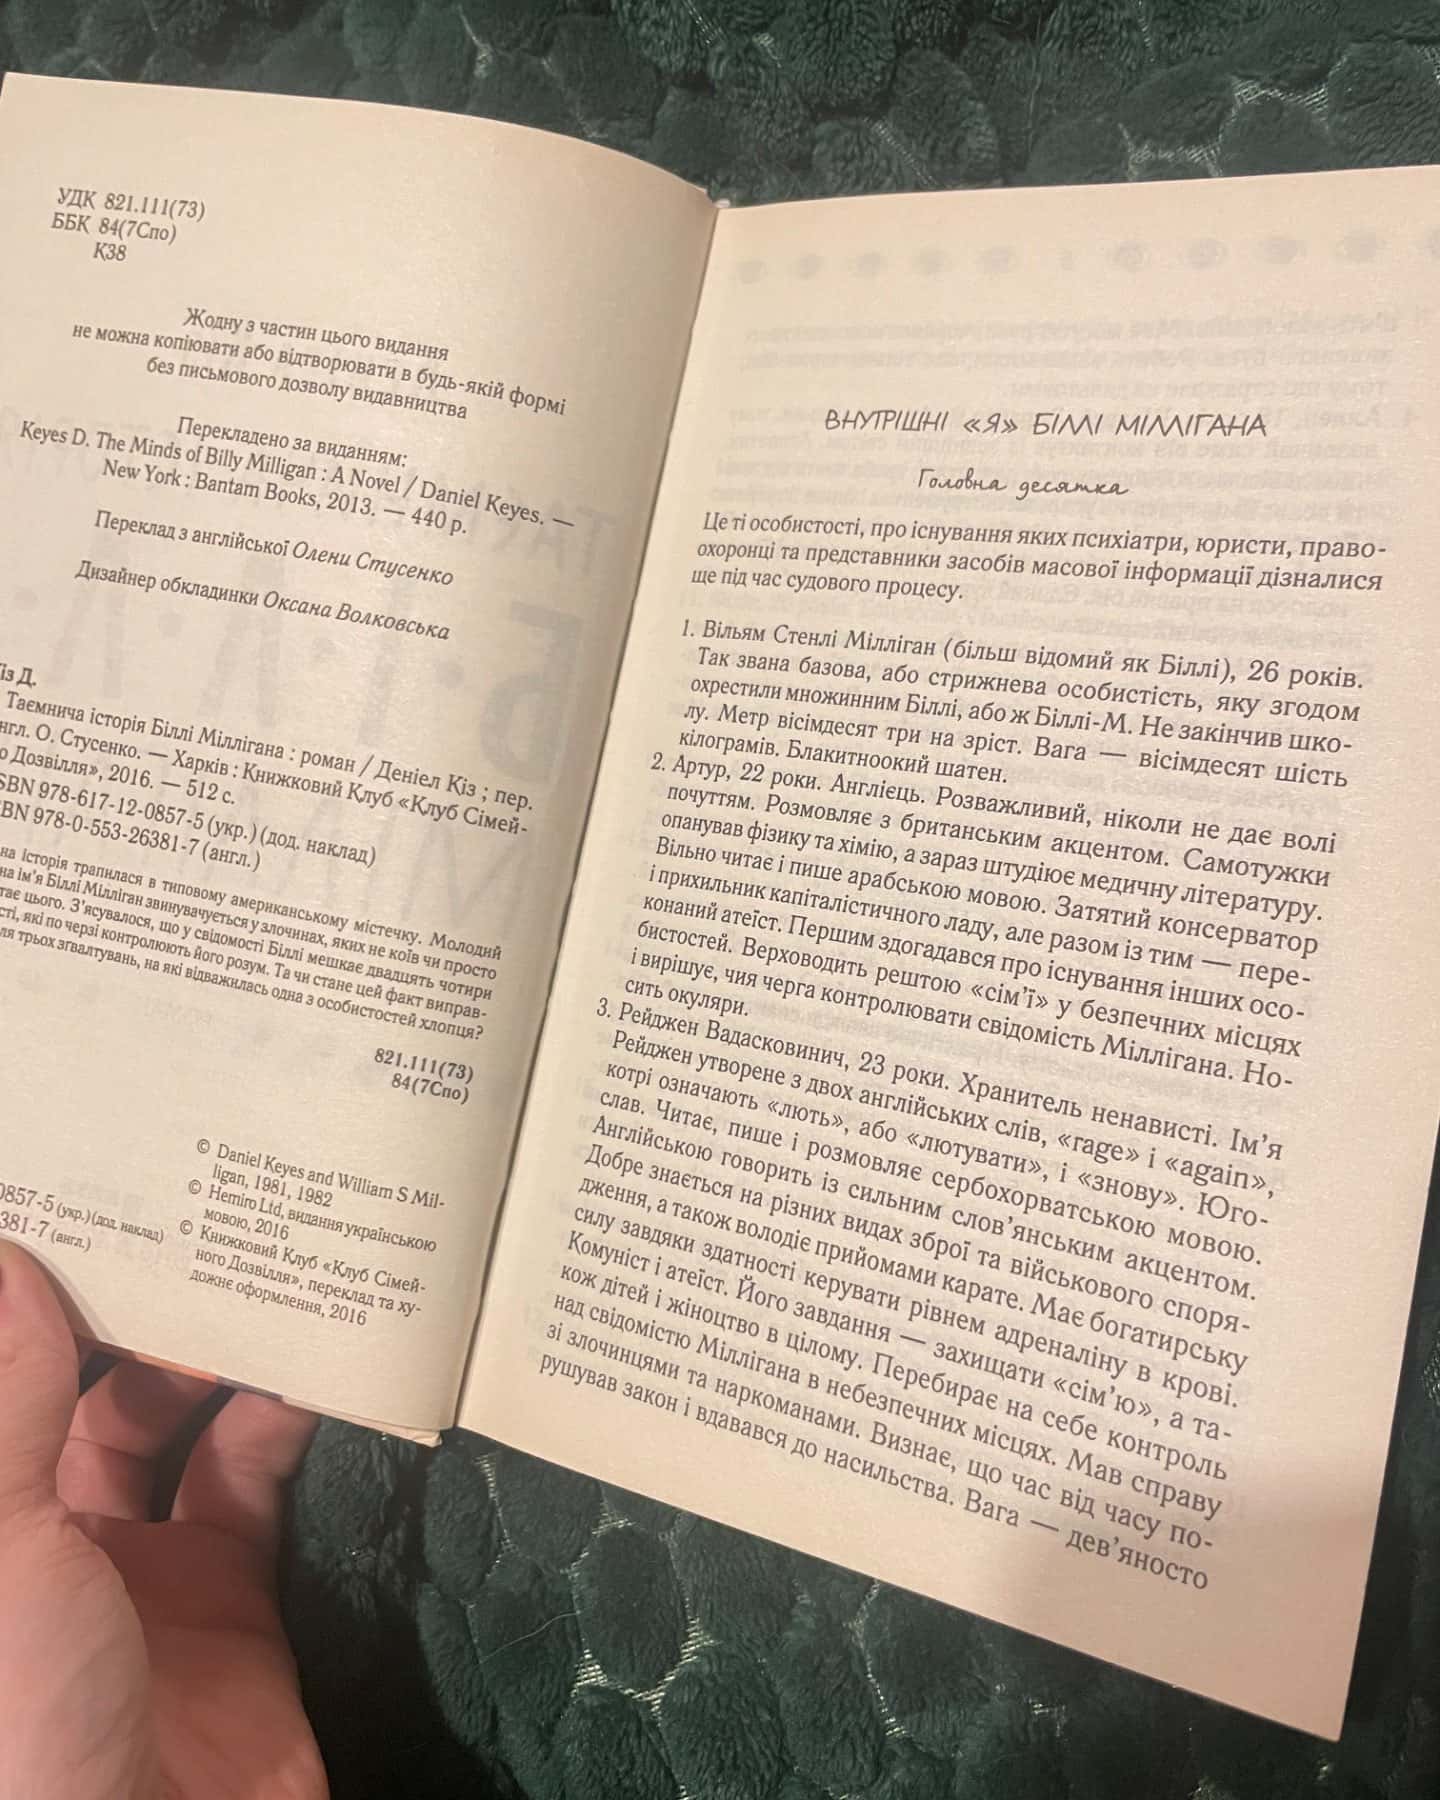 УДК 821.111(73)
ББК 84(7Спо)
К38
Жодну з частин цього видання
не можна копіювати або відтворювати в будь-якій формі
без письмового дозволу видавництва
Перекладено за виданням:
Keyes D. The Minds of Billy Milligan : A Novel / Daniel Keyes. —
New York : Bantam Books, 2013. — 440 p.
Переклад з англійської Олени Стусенко
Дизайнер обкладинки Оксана Волковська
Кіз Д.
Таємнича історія Біллі Міллігана : роман / Деніел Кіз ; пер.
англ. О. Стусенко. — Харків : Книжковий Клуб «Клуб Сімей-
о Дозвілля», 2016. — 512 с.
SBN 978-617-12-0857-5 (укр.) (дод. наклад)
BN 978-0-553-26381-7 (англ.)
на історія трапилася в типовому американському містечку. Молодий
на ім’я Біллі Мілліган звинувачується у злочинах, яких не коїв чи просто
тає цього. З’ясувалося, що у свідомості Біллі мешкає двадцять чотири
сті, які по черзі контролюють його розум. Та чи стане цей факт виправ-
ля трьох зґвалтувань, на які відважилась одна з особистостей хлопця?
821.111(73)
84(7Спо)
© Daniel Keyes and William S Mil-
ligan, 1981, 1982
© Hemiro Ltd, видання українською
мовою, 2016
© Книжковий Клуб «Клуб Сімей-
ного Дозвілля», переклад та ху-
дожнє оформлення, 2016
0857-5 (укр.) (дод. наклад)
381-7 (англ.)
ВНУТРІШНІ «Я» БІЛЛІ МІЛЛІГАНА
Головна десятка
Це ті особистості, про існування яких психіатри, юристи, право-
охоронці та представники засобів масової інформації дізналися
ще під час судового процесу.
1. Вільям Стенлі Мілліган (більш відомий як Біллі), 26 років.
Так звана базова, або стрижнева особистість, яку згодом
охрестили множинним Біллі, або ж Біллі-М. Не закінчив шко-
лу. Метр вісімдесят три на зріст. Вага — вісімдесят шість
кілограмів. Блакитноокий шатен.
2. Артур, 22 роки. Англієць. Розважливий, ніколи не дає волі
почуттям. Розмовляє з британським акцентом. Самотужки
опанував фізику та хімію, а зараз штудіює медичну літературу.
Вільно читає і пише арабською мовою. Затятий консерватор
і прихильник капіталістичного ладу, але разом із тим — пере-
конаний атеїст. Першим здогадався про існування інших осо-
бистостей. Верховодить рештою «сім’ї» у безпечних місцях
і вирішує, чия черга контролювати свідомість Міллігана. Но-
сить окуляри.
3. Рейджен Вадасковинич, 23 роки. Хранитель ненависті. Ім’я
Рейджен утворене з двох англійських слів, «rage» і «again»,
котрі означають «лють», або «лютувати», і «знову». Юго-
слав. Читає, пише і розмовляє сербохорватською мовою.
Англійською говорить із сильним слов’янським акцентом.
Добре знається на різних видах зброї та військового споря-
дження, а також володіє прийомами карате. Має богатирську
силу завдяки здатності керувати рівнем адреналіну в крові.
Комуніст і атеїст. Його завдання — захищати «сім’ю», а та-
кож дітей і жіноцтво в цілому. Перебирає на себе контроль
над свідомістю Міллігана в небезпечних місцях. Мав справу
зі злочинцями та наркоманами. Визнає, що час від часу по-
рушував закон і вдавався до насильства. Вага — дев’яносто